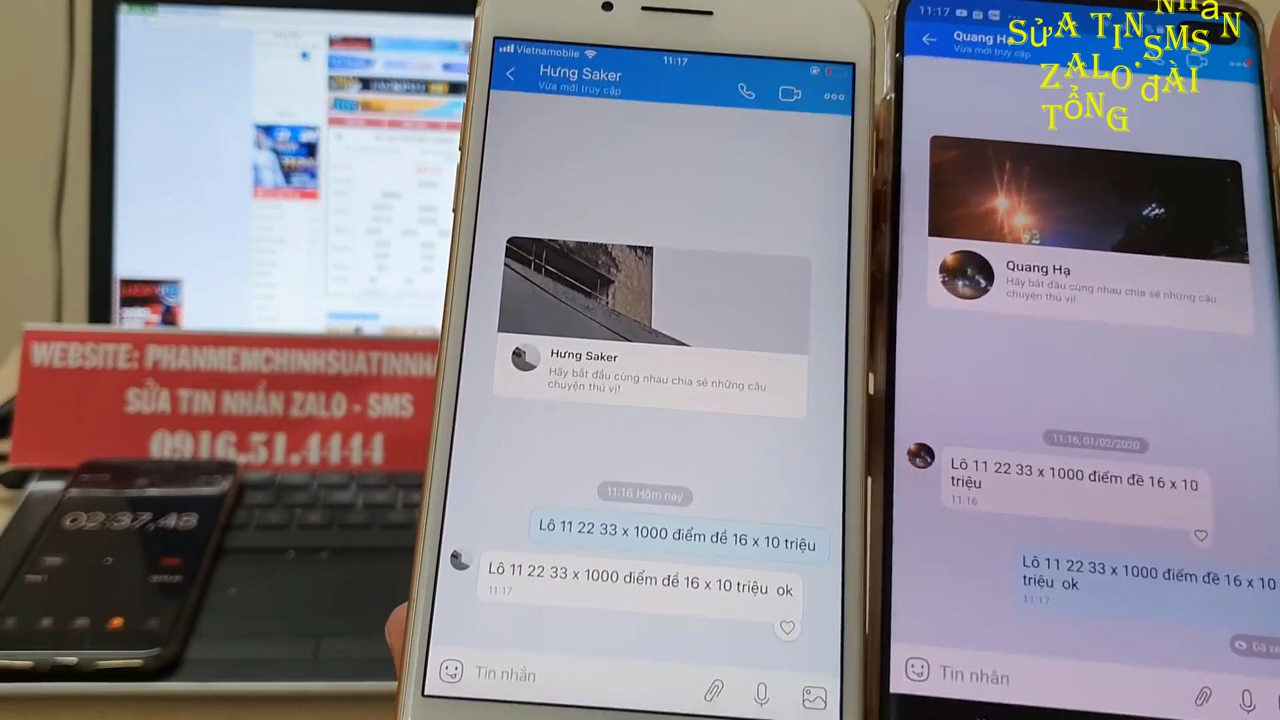 WEBSITE: PHANMEMCHINHSUATINNHA
SỬA TIN NHẮN ZALO - SMS
0916.51.4444
02:37,48
Vietnamobile
11:17
Hưng Saker
Vừa mới truy cập
Hưng Saker
Hãy bắt đầu cùng nhau chia sẻ những câu
chuyện thú vị!
11:16 Hôm nay
Lô 11 22 33 x 1000 điểm đề 16 x 10 triệu
Lô 11 22 33 x 1000 điểm đề 16 x 10 triệu ok
11:17
Tin nhắn
11:17
Quang Hạ
Vừa mới truy cập
SỬA TIN NHẮN
ZALO. SMS
TỔNG ĐÀI
Quang Hạ
Hãy bắt đầu cùng nhau chia sẻ những câu
chuyện thú vị!
11:16, 01/02/2020
Lô 11 22 33 x 1000 điểm đề 16 x 10
triệu
11:16
Lô 11 22 33 x 1000 điểm đề 16 x 10
triệu ok
11:17
Tin nhắn